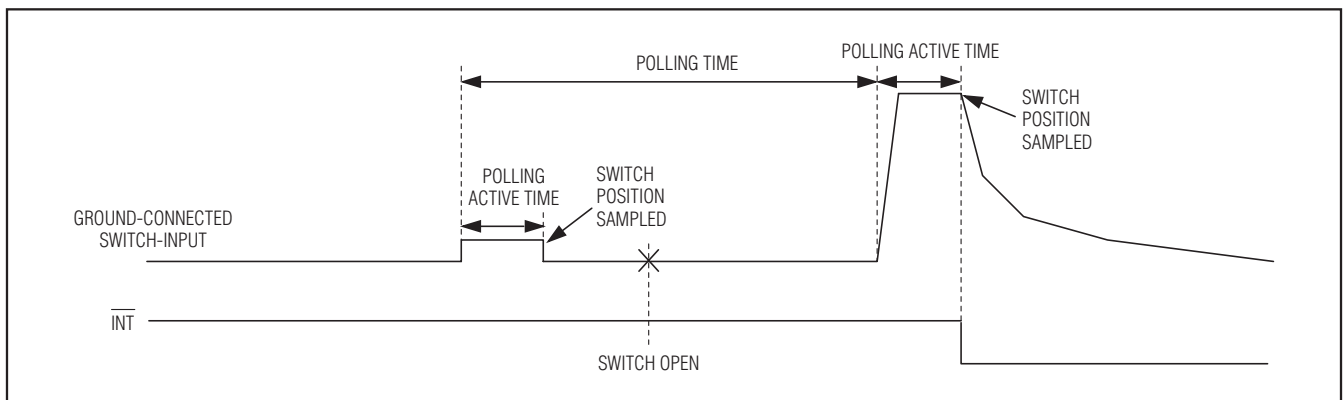 POLLING ACTIVE TIME
POLLING TIME
SWITCH
POSITION
SAMPLED
POLLING
ACTIVE TIME
SWITCH
POSITION
SAMPLED
GROUND-CONNECTED
SWITCH-INPUT
INT
SWITCH OPEN